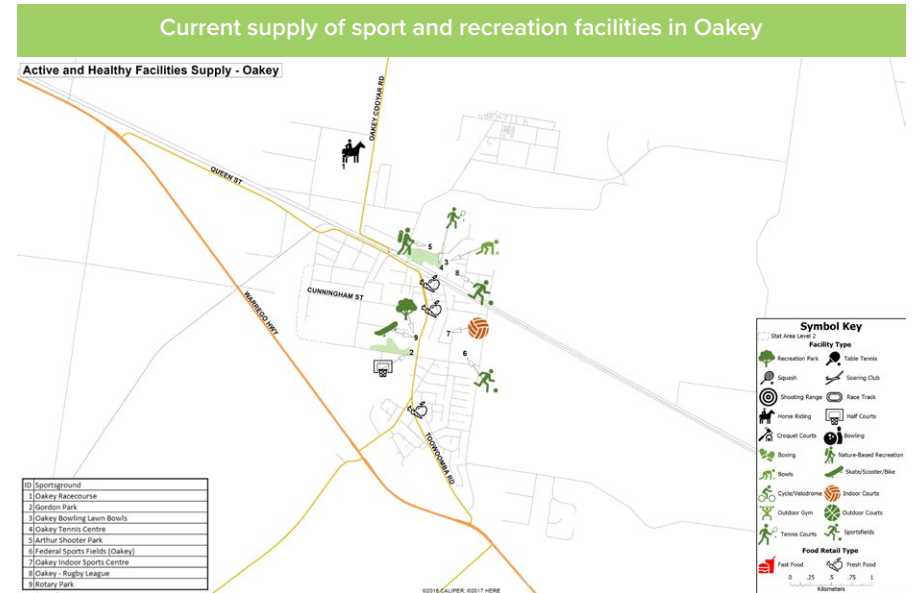 Current supply of sport and recreation facilities in Oakey
Active and Healthy Facilities Supply - Oakey
OAKEY COOYAR RD
1
QUEEN ST
5
3
4
8
CUNNINGHAM ST
WARREGO HWY
7
9
2
6
TOOWOOMBA RD
Symbol Key
Stat Area Level 2
Facility Type
Recreation Park Table Tennis
Squash Soaring Club
Shooting Range Race Track
Horse Riding Half Courts
Croquet Courts Bowling
Boxing Nature-Based Recreation
Bowls Skate/Scooter/Bike
Cycle/Velodrome Indoor Courts
Outdoor Gym Outdoor Courts
Tennis Courts Sportsfields
Food Retail Type
Fast Food Fresh Food
0 .25 .5 .75 1
Kilometers
ID Sportsground
1 Oakey Racecourse
2 Gordon Park
3 Oakey Bowling Lawn Bowls
4 Oakey Tennis Centre
5 Arthur Shooter Park
6 Federal Sports Fields (Oakey)
7 Oakey Indoor Sports Centre
8 Oakey - Rugby League
9 Rotary Park
©2018 CALIPER; ©2017 HERE